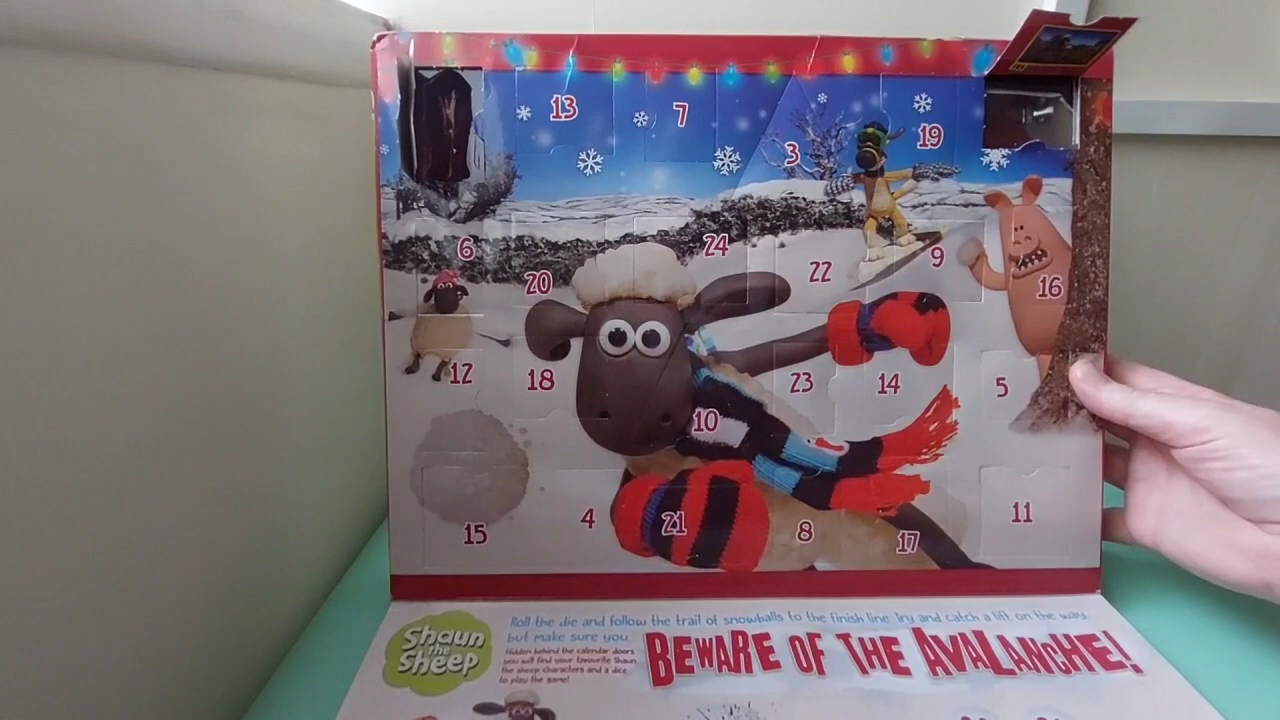 13
7
3
19
6
20
24
22
9
16
12
18
10
23
14
5
15
4
21
8
17
11
Shaun the Sheep
Roll the die and follow the trail of snowballs to the finish line. Try and catch a lift on the way,
but make sure you...
BEWARE OF THE AVALANCHE!
Hidden behind the calendar doors
you will find your favourite Shaun
the sheep characters and a dice
to play the game!